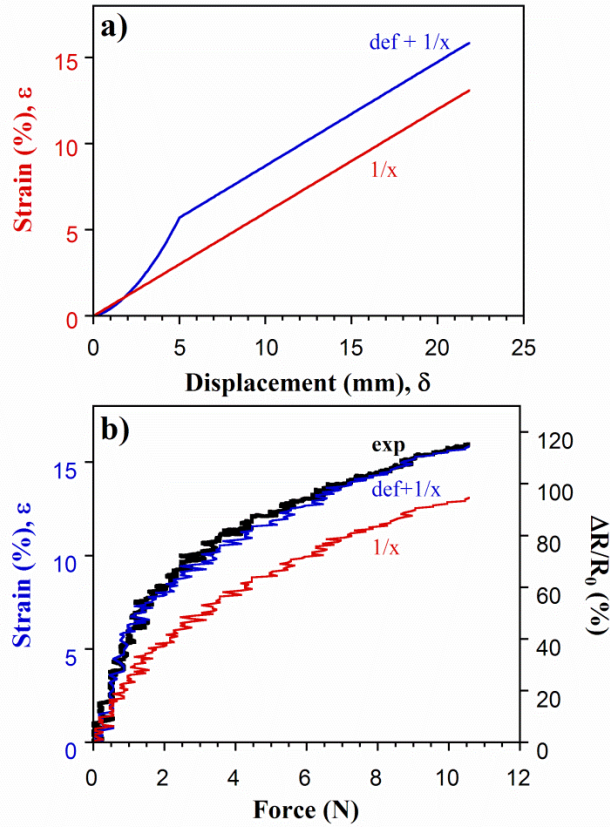 a)
def + 1/x
1/x
Strain (%), ε
15
10
5
0
0
5
10
15
20
25
Displacement (mm), δ
b)
exp
def+1/x
1/x
Strain (%), ε
15
10
5
0
120
100
80
60
40
20
0
ΔR/R₀ (%)
0
2
4
6
8
10
12
Force (N)